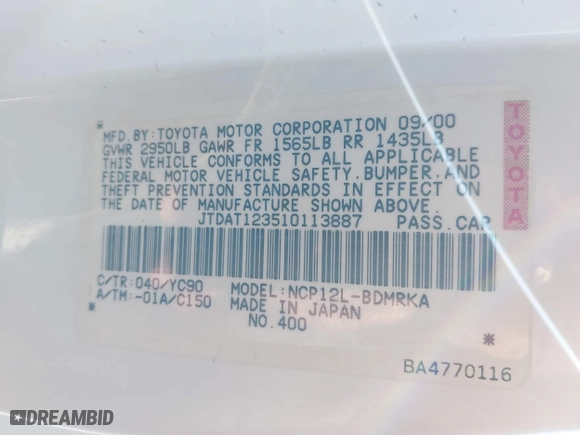 MFD.BY:TOYOTA MOTOR CORPORATION 09/00
GVWR 2950LB GAWR FR 1565LB RR 1435LB
THIS VEHICLE CONFORMS TO ALL APPLICABLE
FEDERAL MOTOR VEHICLE SAFETY,BUMPER,AND
THEFT PREVENTION STANDARDS IN EFFECT ON
THE DATE OF MANUFACTURE SHOWN ABOVE.
JTDAT123510113887 PASS.CAR
TOYOTA
C/TR:040/YC90 MODEL:NCP12L-BDMRKA
A/TM:-01A/C150 MADE IN JAPAN
NO.400
BA4770116
DREAMBID